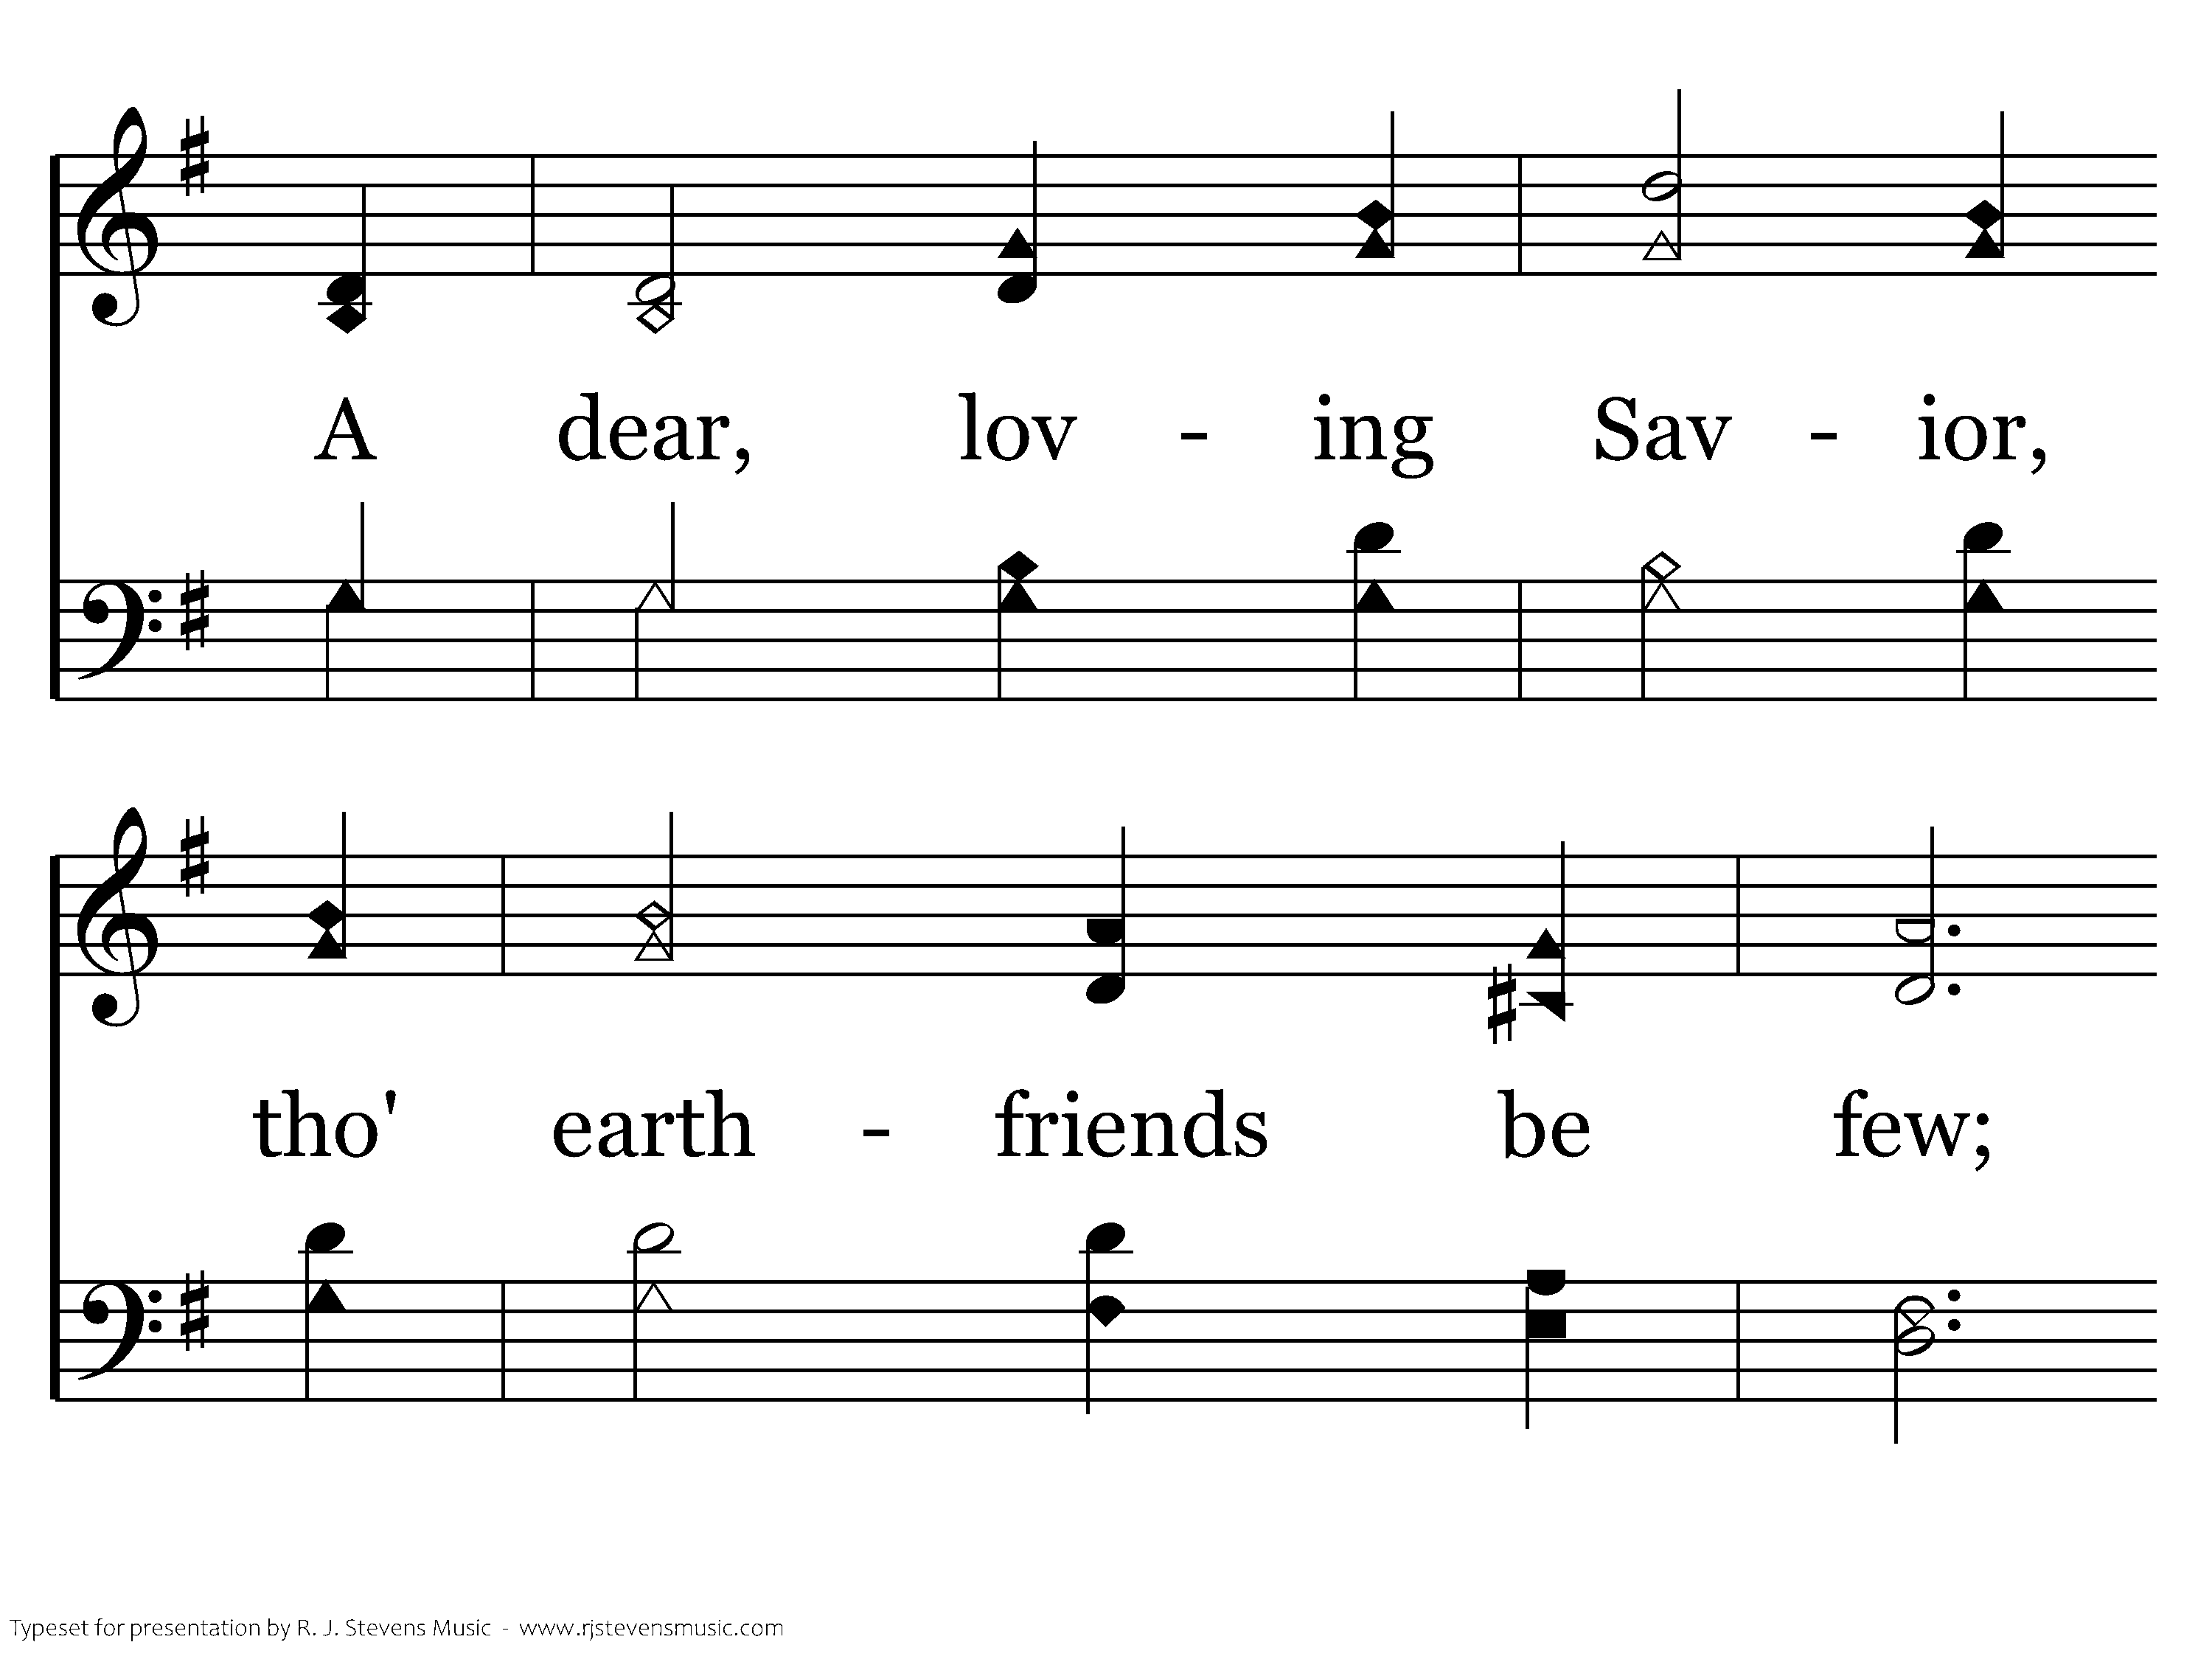 A dear, lov - ing Sav - ior,
tho' earth - friends be few;
Typeset for presentation by R. J. Stevens Music - www.rjstevensmusic.com